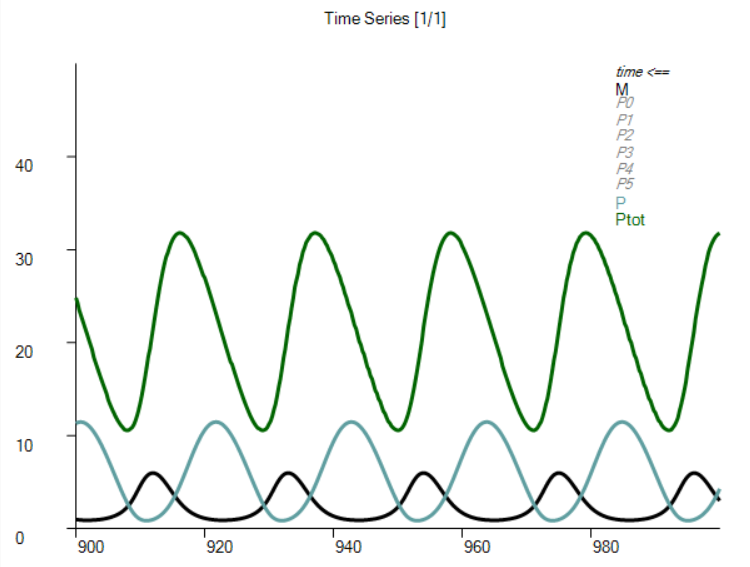 Time Series [1/1]
time <==
M
P0
P1
P2
P3
P4
P5
P
Ptot
40
30
20
10
0
900 920 940 960 980